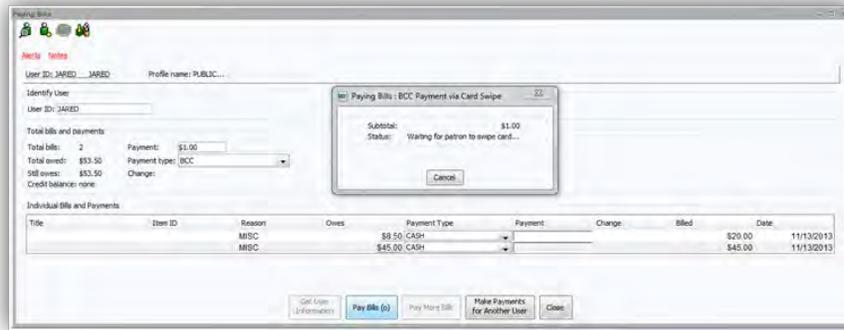 Paying Bills
Alerts Notes
User ID: JARED JARED Profile name: PUBLIC...
Identify User
User ID: JARED
Total bills and payments
Total bills: 2 Payment: $1.00
Total owed: $53.50 Payment type: BCC
Still owes: $53.50 Change:
Credit balance: none
Paying Bills : BCC Payment via Card Swipe
Subtotal: $1.00
Status: Waiting for patron to swipe card...
Cancel
Individual Bills and Payments
Title Item ID Reason Owes Payment Type Payment Change Billed Date
MISC $8.50 CASH $20.00 11/13/2013
MISC $45.00 CASH $45.00 11/13/2013
Get User Information Pay Bills (o) Pay More Bills Make Payments for Another User Close